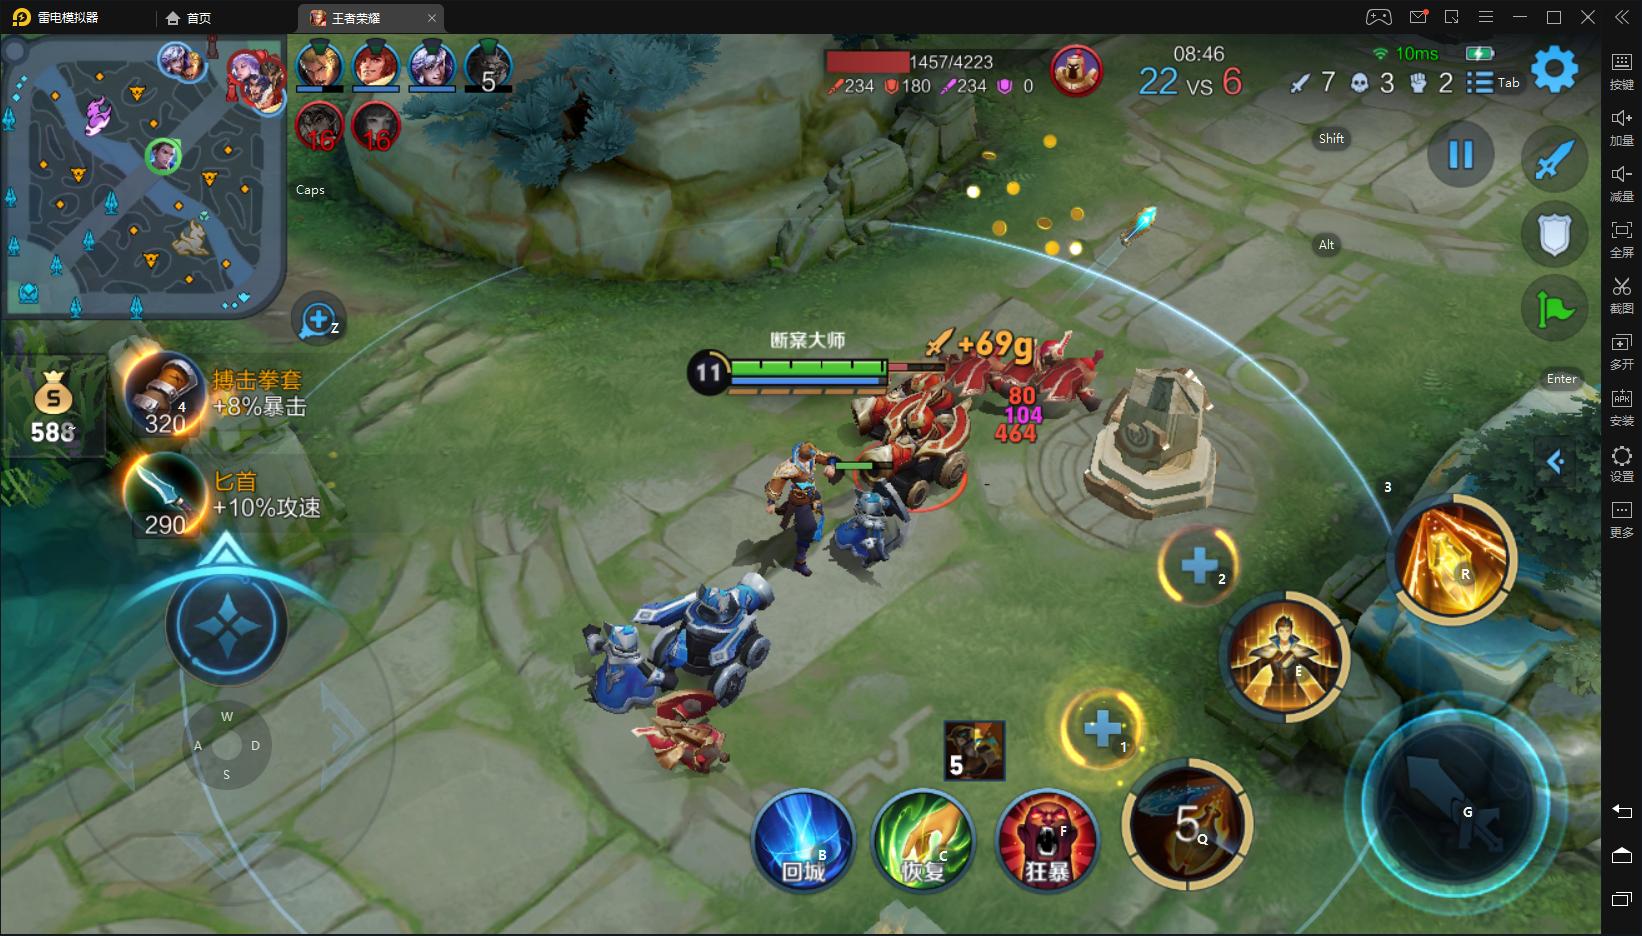 雷电模拟器
首页
王者荣耀
5
16
16
Caps
1457/4223
234
180
234
0
08:46
22 VS 6
10ms
7
3
2
Tab
Shift
Alt
Enter
按键
加量
减量
全屏
截图
多开
安装
设置
更多
APK
Z
S
588
搏击拳套
+8%暴击
4
320
匕首
+10%攻速
290
断案大师
11
+69g
80
104
464
3
2
R
E
1
W
A
D
S
5
B
回城
C
恢复
F
狂暴
5
Q
G